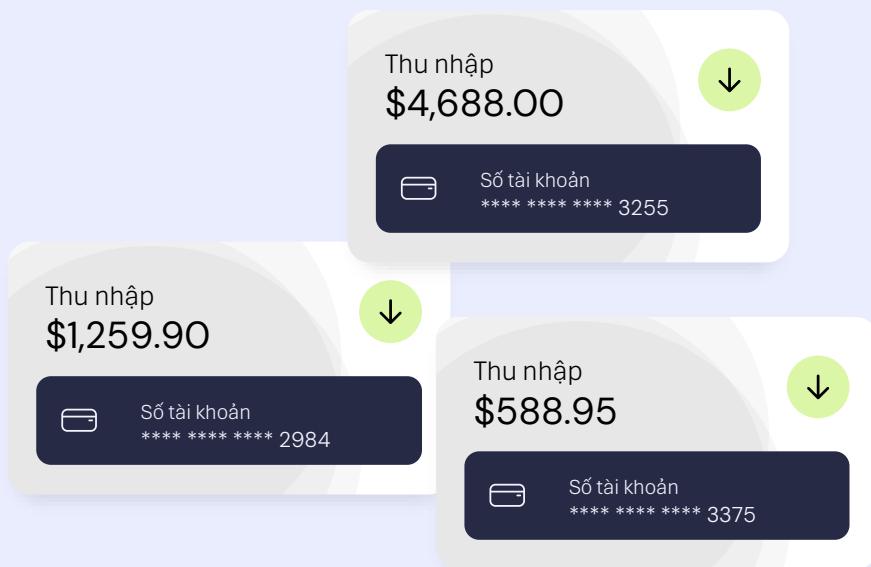 Thu nhập
$4,688.00
Số tài khoản
**** **** **** 3255
Thu nhập
$1,259.90
Số tài khoản
**** **** **** 2984
Thu nhập
$588.95
Số tài khoản
**** **** **** 3375